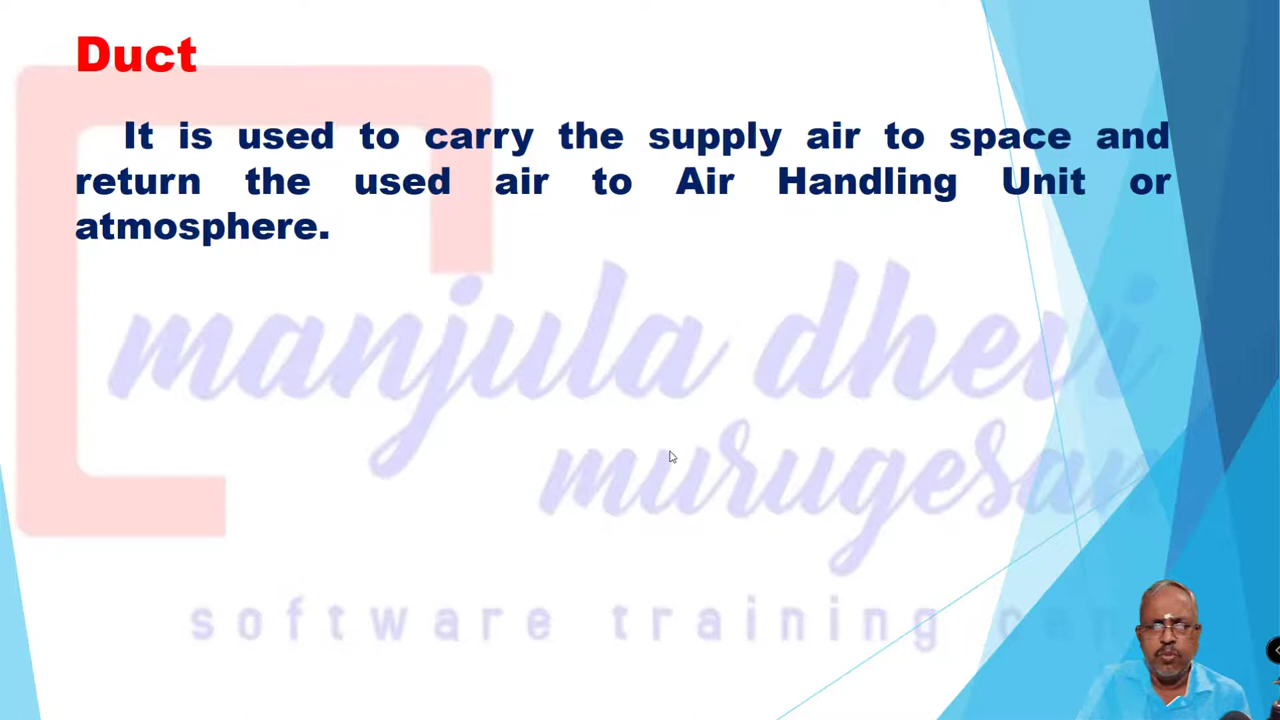 Duct
It is used to carry the supply air to space and
return the used air to Air Handling Unit or
atmosphere.
manjula dhevi
murugesan
software training